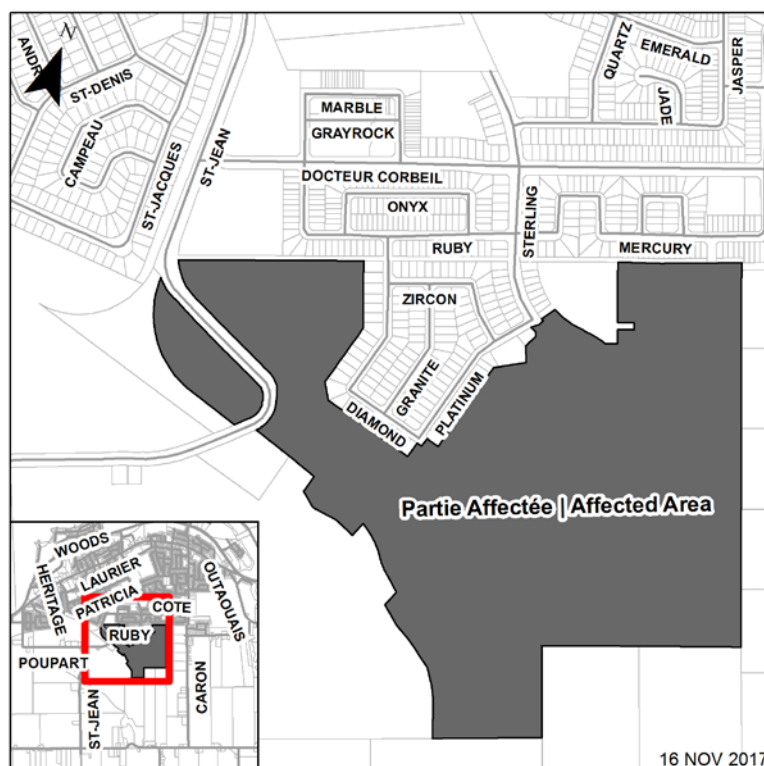 N
QUARTZ
EMERALD
JASPER
ST-DENIS
JADE
MARBLE
GRAYROCK
CAMPEAU
ST-JACQUES
ST-JEAN
DOCTEUR CORBEIL
ONYX
STERLING
RUBY
MERCURY
ZIRCON
GRANITE
PLATINUM
DIAMOND
Partie Affectée | Affected Area
WOODS
HERITAGE
LAURIER
PATRICIA
OUTAOUAIS
COTE
RUBY
POUPART
CARON
ST-JEAN
16 NOV 2017